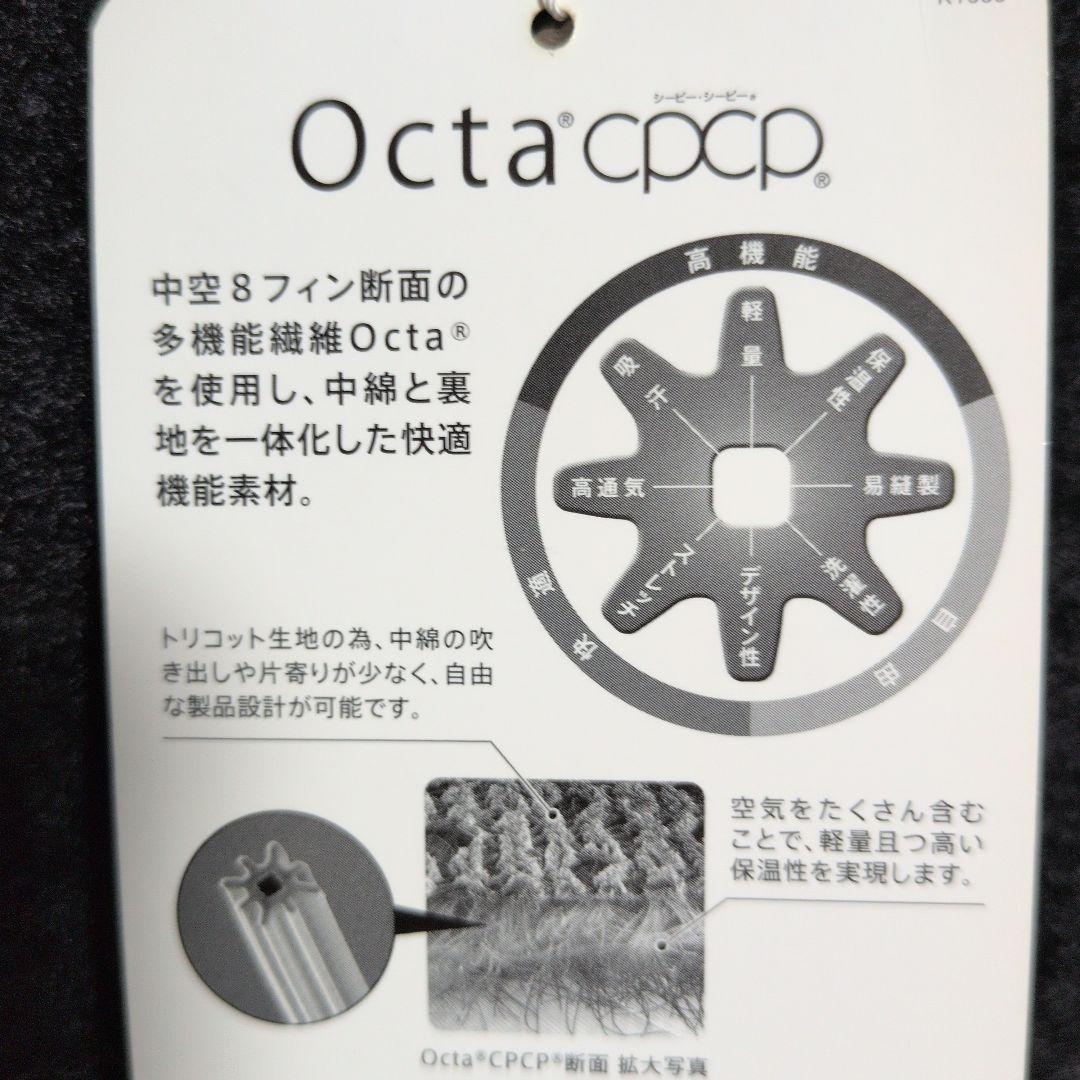 シーピー・シーピー®
Octa® CPCP®
中空8フィン断面の
多機能繊維Octa®
を使用し、中綿と裏
地を一体化した快適
機能素材。
高機能
軽量
保温性
易縫製
洗濯性
デザイン性
ストレッチ
高通気
吸汗
自由
快適
トリコット生地の為、中綿の吹
き出しや片寄りが少なく、自由
な製品設計が可能です。
空気をたくさん含む
ことで、軽量且つ高い
保温性を実現します。
Octa®CPCP®断面 拡大写真